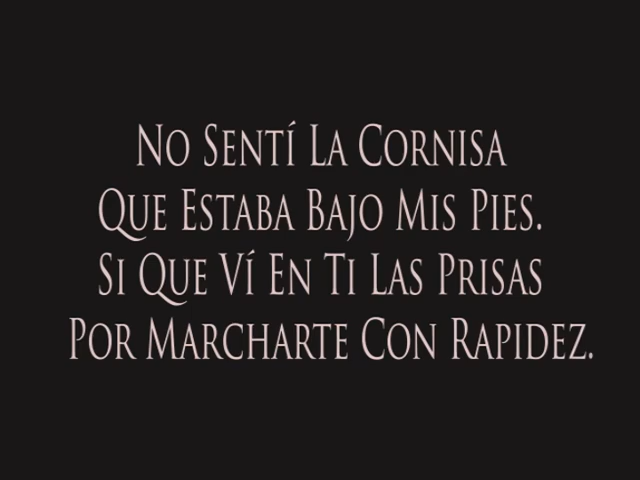 No Sentí La Cornisa
Que Estaba Bajo Mis Pies.
Si Que Ví En Ti Las Prisas
Por Marcharte Con Rapidez.